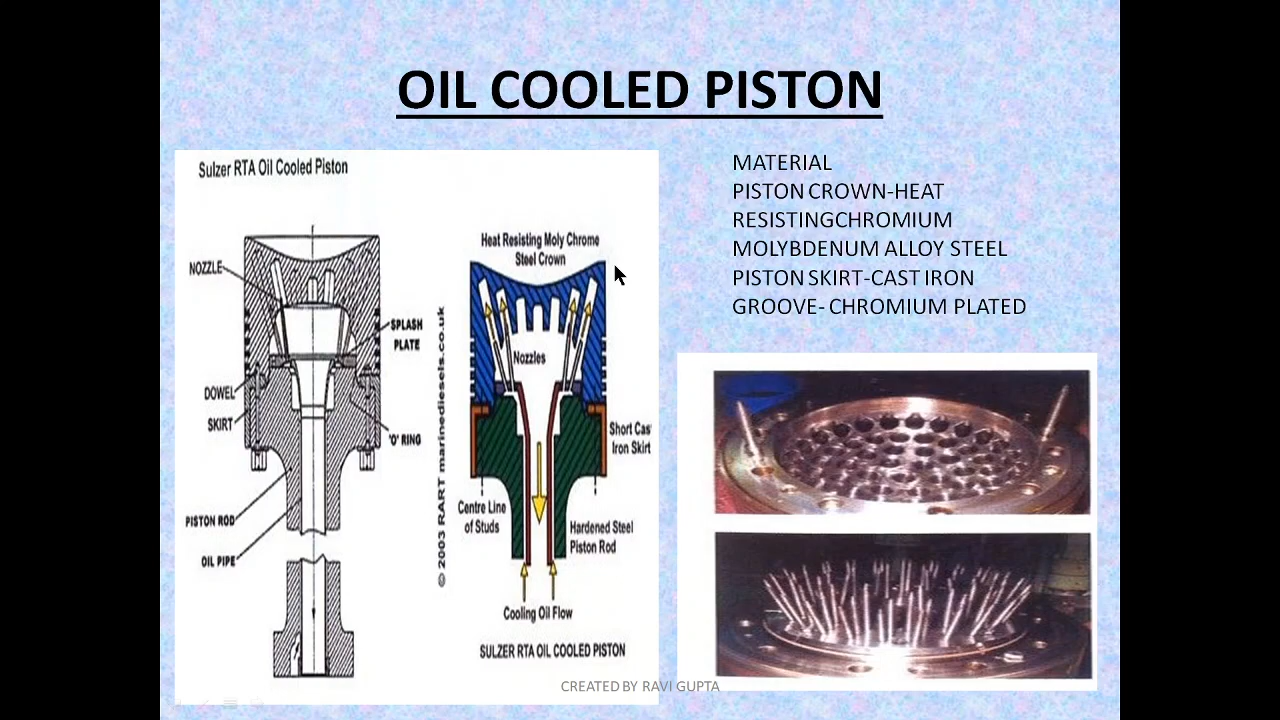 OIL COOLED PISTON
Sulzer RTA Oil Cooled Piston
NOZZLE
SPLASH
PLATE
DOWEL
SKIRT
'O' RING
PISTON ROD
OIL PIPE
© 2003 RART marinediesels.co.uk
Heat Resisting Moly Chrome
Steel Crown
Nozzles
Short Cas
Iron Skirt
Centre Line
of Studs
Hardened Steel
Piston Rod
Cooling Oil Flow
SULZER RTA OIL COOLED PISTON
MATERIAL
PISTON CROWN-HEAT
RESISTINGCHROMIUM
MOLYBDENUM ALLOY STEEL
PISTON SKIRT-CAST IRON
GROOVE- CHROMIUM PLATED
CREATED BY RAVI GUPTA